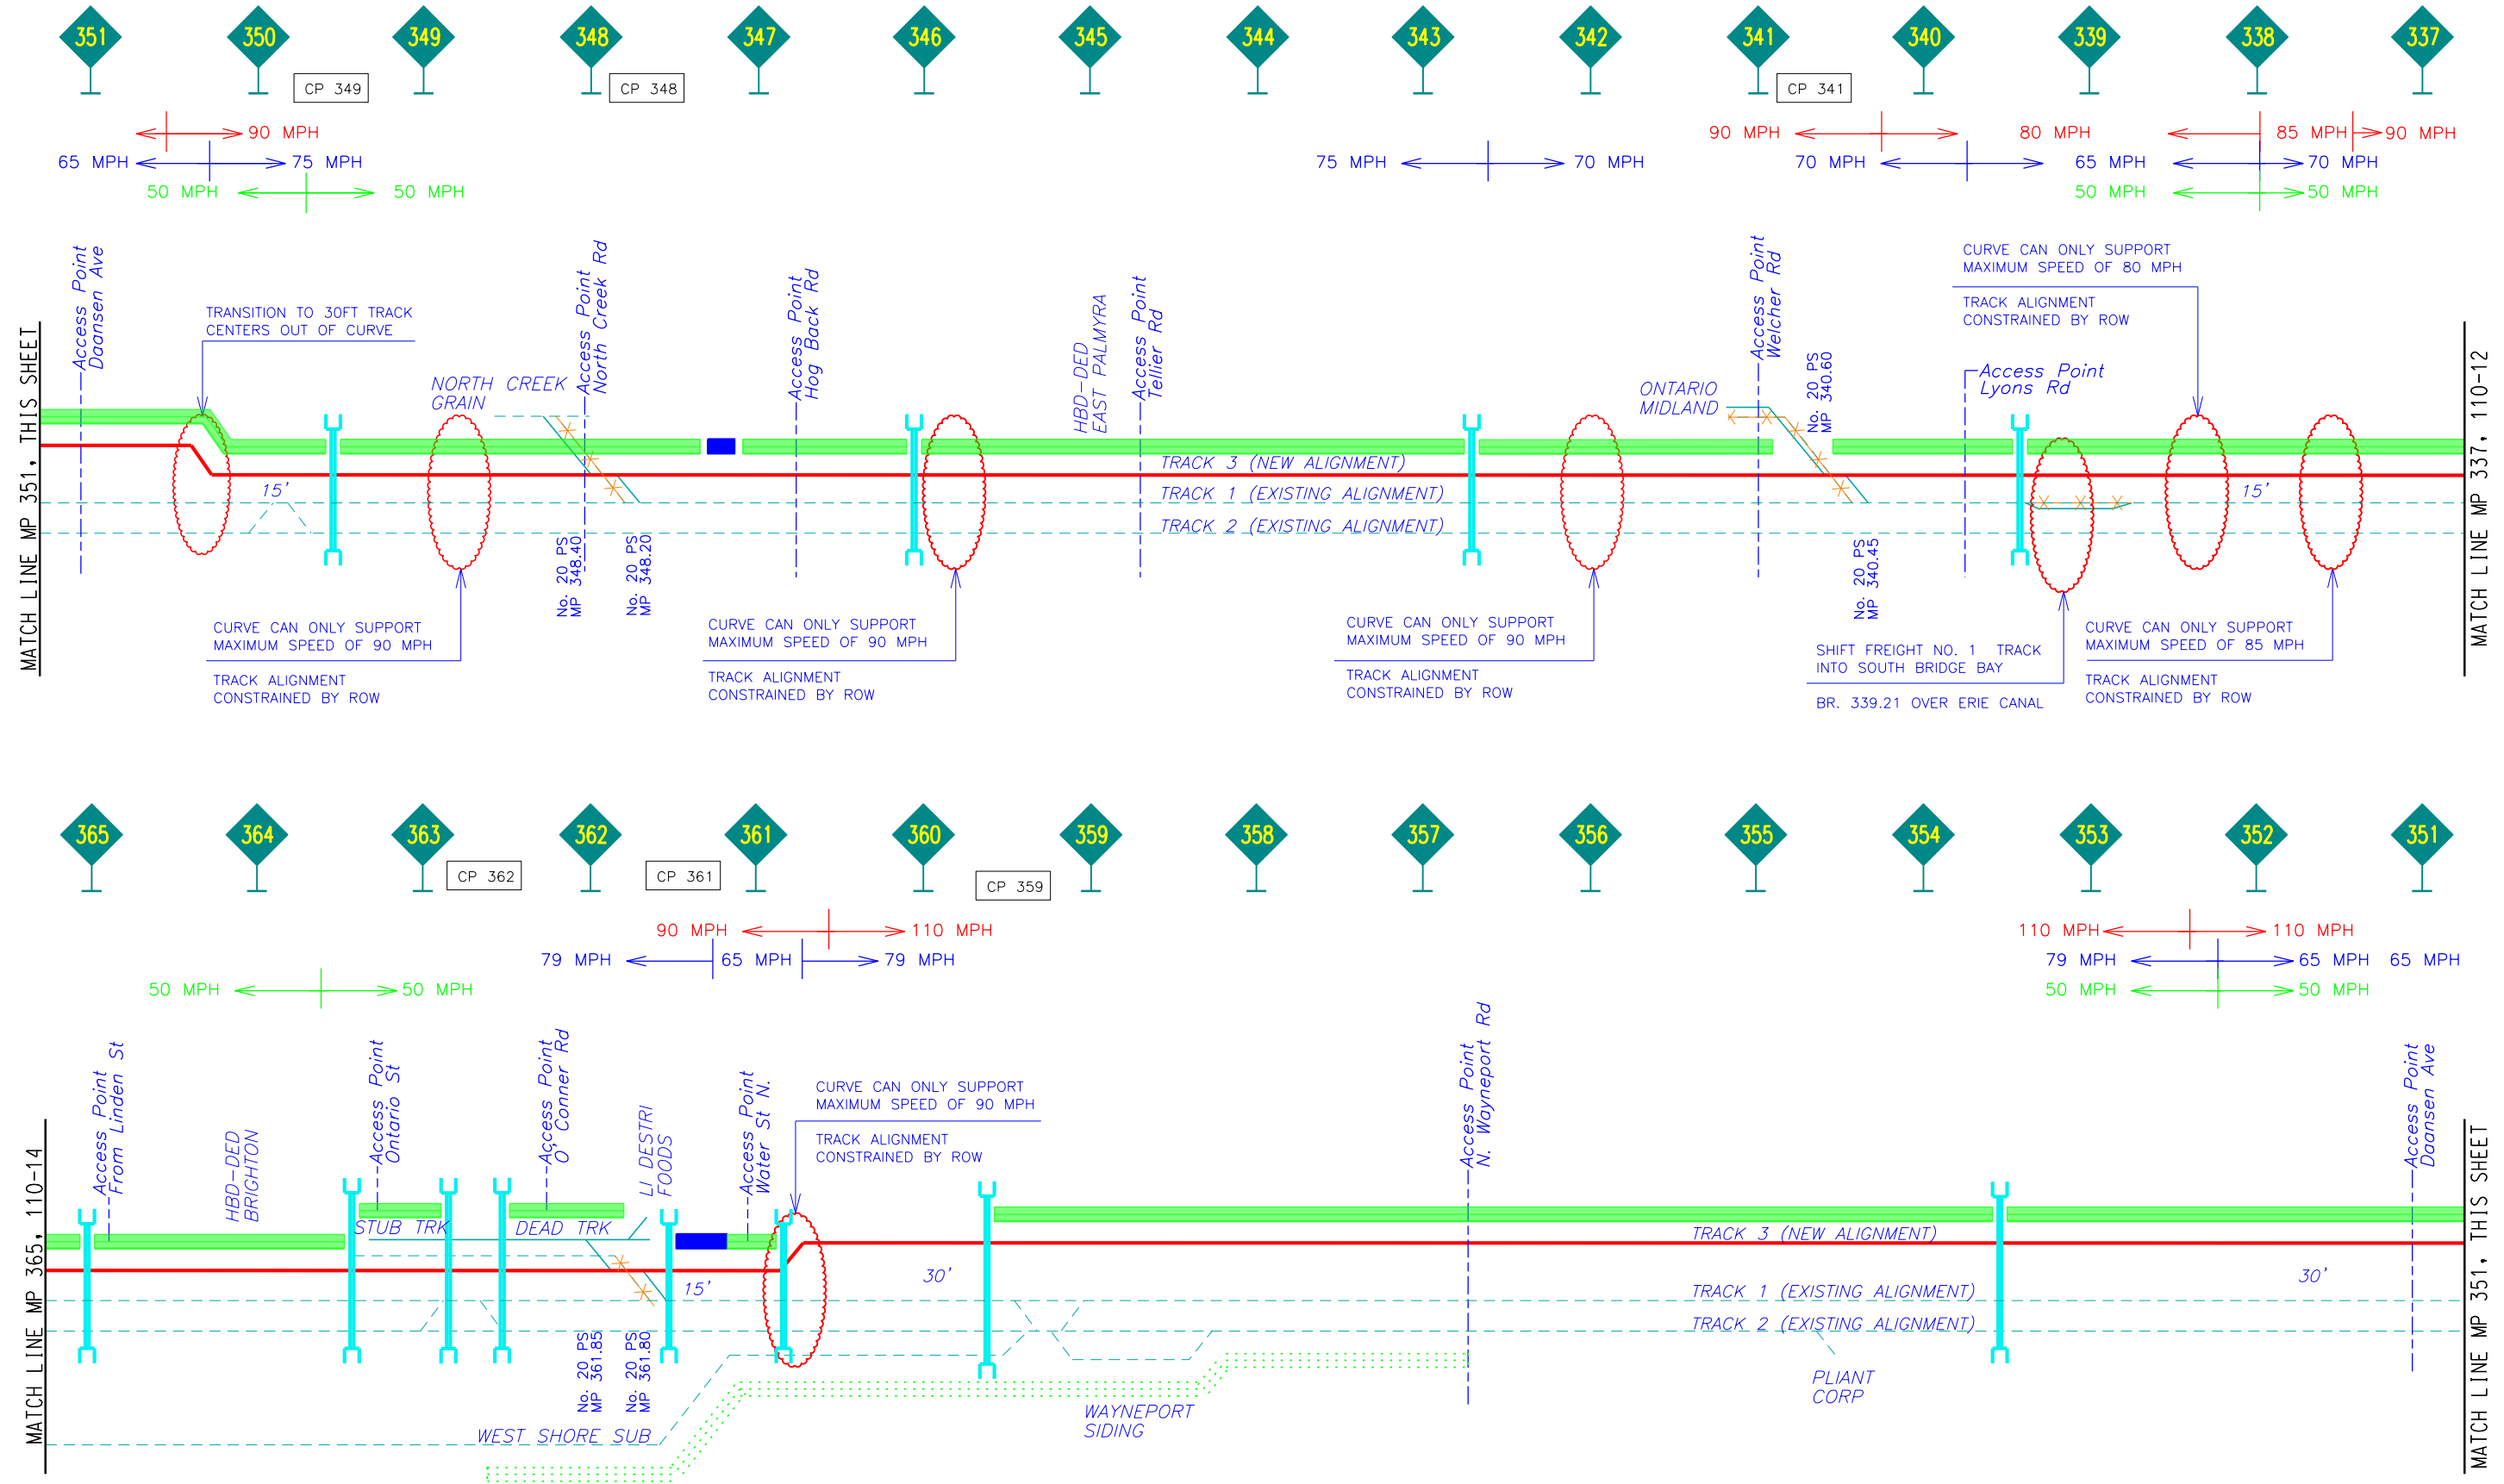 351
350
349
348
347
346
345
344
343
342
341
340
339
338
337
CP 349
CP 348
CP 341
90 MPH
90 MPH
80 MPH
85 MPH
90 MPH
65 MPH
75 MPH
75 MPH
70 MPH
70 MPH
65 MPH
70 MPH
50 MPH
50 MPH
50 MPH
50 MPH
MATCH LINE MP 351, THIS SHEET
Access Point
Daansen Ave
TRANSITION TO 30FT TRACK
CENTERS OUT OF CURVE
15'
NORTH CREEK
GRAIN
Access Point
North Creek Rd
Access Point
Hog Back Rd
HBD-DED
EAST PALMYRA
Access Point
Tellier Rd
TRACK 3 (NEW ALIGNMENT)
TRACK 1 (EXISTING ALIGNMENT)
TRACK 2 (EXISTING ALIGNMENT)
ONTARIO
MIDLAND
Access Point
Welcher Rd
No. 20 PS
MP 340.60
CURVE CAN ONLY SUPPORT
MAXIMUM SPEED OF 80 MPH
TRACK ALIGNMENT
CONSTRAINED BY ROW
Access Point
Lyons Rd
15'
MATCH LINE MP 337, 110-12
No. 20 PS
MP 348.40
No. 20 PS
MP 348.20
No. 20 PS
MP 340.45
CURVE CAN ONLY SUPPORT
MAXIMUM SPEED OF 90 MPH
TRACK ALIGNMENT
CONSTRAINED BY ROW
CURVE CAN ONLY SUPPORT
MAXIMUM SPEED OF 90 MPH
TRACK ALIGNMENT
CONSTRAINED BY ROW
CURVE CAN ONLY SUPPORT
MAXIMUM SPEED OF 90 MPH
TRACK ALIGNMENT
CONSTRAINED BY ROW
SHIFT FREIGHT NO. 1 TRACK
INTO SOUTH BRIDGE BAY
BR. 339.21 OVER ERIE CANAL
CURVE CAN ONLY SUPPORT
MAXIMUM SPEED OF 85 MPH
TRACK ALIGNMENT
CONSTRAINED BY ROW
365
364
363
362
361
360
359
358
357
356
355
354
353
352
351
CP 362
CP 361
CP 359
90 MPH
110 MPH
110 MPH
110 MPH
79 MPH
65 MPH
79 MPH
79 MPH
65 MPH
65 MPH
50 MPH
50 MPH
50 MPH
50 MPH
MATCH LINE MP 365, 110-14
Access Point
From Linden St
HBD-DED
BRIGHTON
Access Point
Ontario St
STUB TRK
Access Point
O' Conner Rd
DEAD TRK
LI DESTRI
FOODS
Access Point
Water St N.
CURVE CAN ONLY SUPPORT
MAXIMUM SPEED OF 90 MPH
TRACK ALIGNMENT
CONSTRAINED BY ROW
15'
30'
Access Point
N. Wayneport Rd
TRACK 3 (NEW ALIGNMENT)
TRACK 1 (EXISTING ALIGNMENT)
TRACK 2 (EXISTING ALIGNMENT)
30'
Access Point
Daansen Ave
MATCH LINE MP 351, THIS SHEET
No. 20 PS
MP 361.85
No. 20 PS
MP 361.80
WEST SHORE SUB
WAYNEPORT
SIDING
PLIANT
CORP